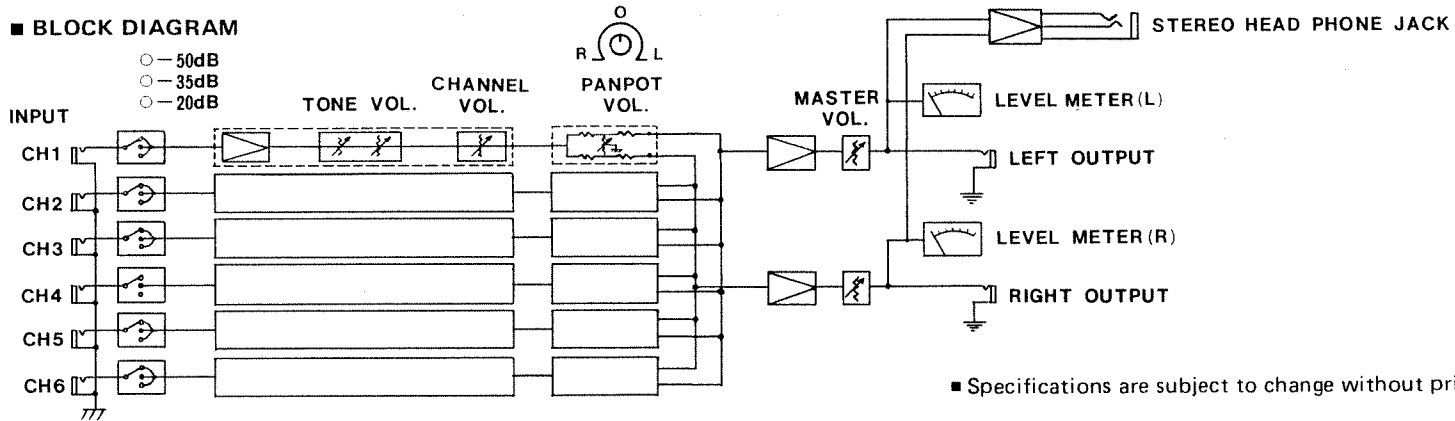 ■ BLOCK DIAGRAM
○ — 50dB
○ — 35dB
○ — 20dB
O
R L
INPUT
TONE VOL.
CHANNEL
VOL.
PANPOT
VOL.
MASTER
VOL.
STEREO HEAD PHONE JACK
LEVEL METER (L)
CH1
LEFT OUTPUT
CH2
CH3
LEVEL METER (R)
CH4
RIGHT OUTPUT
CH5
CH6
■ Specifications are subject to change without pri